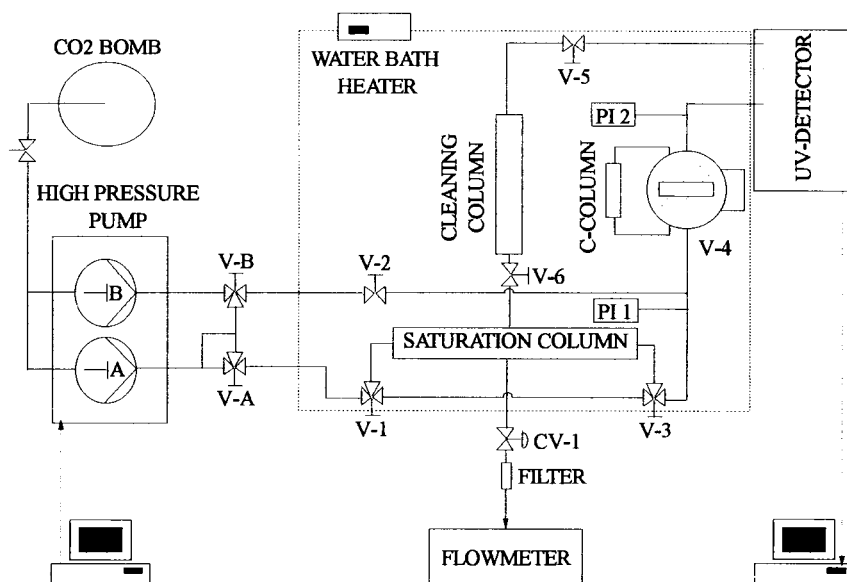 CO2 BOMB
WATER BATH
HEATER
V-5
UV-DETECTOR
PI 2
CLEANING
COLUMN
C-COLUMN
HIGH PRESSURE
PUMP
V-4
V-B
V-2
V-6
B
PI 1
SATURATION COLUMN
A
V-A
V-1
V-3
CV-1
FILTER
FLOWMETER